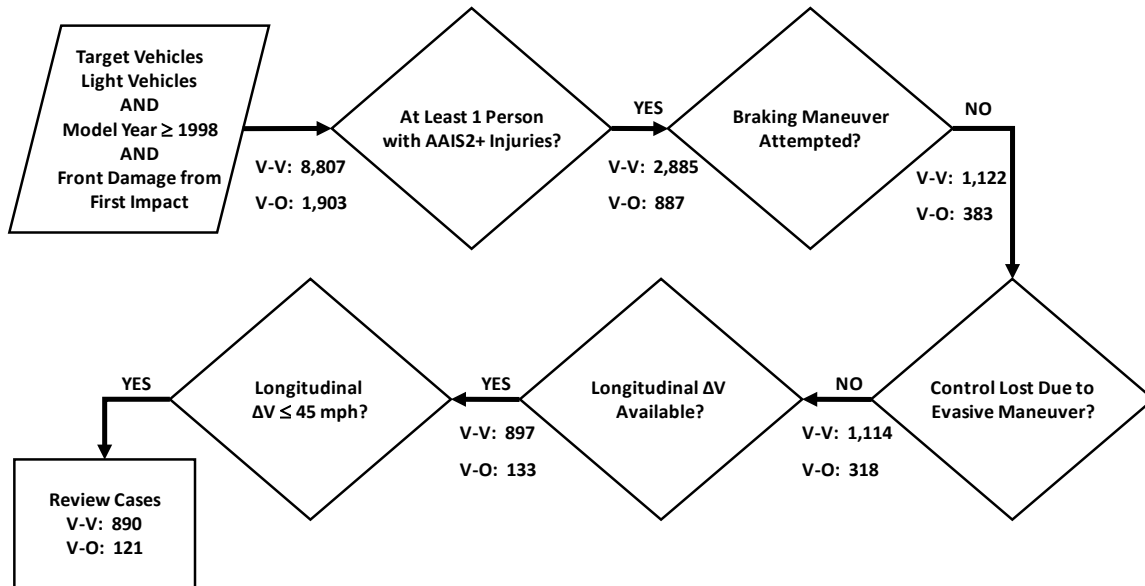 Target Vehicles
Light Vehicles
AND
Model Year ≥ 1998
AND
Front Damage from
First Impact
V-V: 8,807
V-O: 1,903
At Least 1 Person
with AAIS2+ Injuries?
YES
V-V: 2,885
V-O: 887
Braking Maneuver
Attempted?
NO
V-V: 1,122
V-O: 383
Control Lost Due to
Evasive Maneuver?
NO
V-V: 1,114
V-O: 318
Longitudinal ΔV
Available?
YES
V-V: 897
V-O: 133
Longitudinal
ΔV ≤ 45 mph?
YES
Review Cases
V-V: 890
V-O: 121